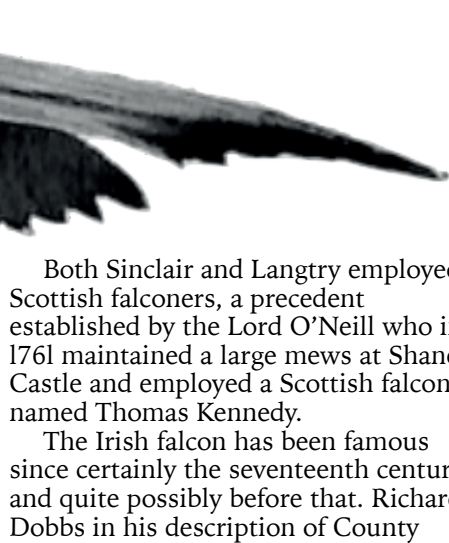 Both Sinclair and Langtry employe
Scottish falconers, a precedent
established by the Lord O’Neill who i
l76l maintained a large mews at Shan
Castle and employed a Scottish falcon
named Thomas Kennedy.
The Irish falcon has been famous
since certainly the seventeenth centur
and quite possibly before that. Richar
Dobbs in his description of County